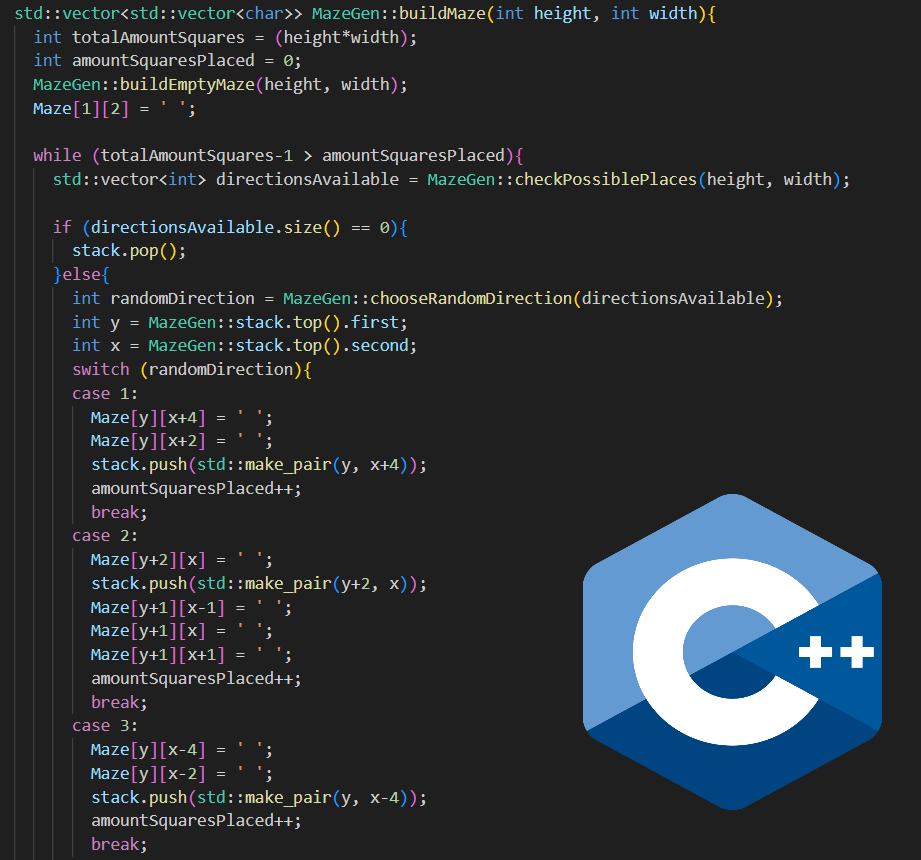 std::vector<std::vector<char>> MazeGen::buildMaze(int height, int width){
int totalAmountSquares = (height*width);
int amountSquaresPlaced = 0;
MazeGen::buildEmptyMaze(height, width);
Maze[1][2] = ' ';
while (totalAmountSquares-1 > amountSquaresPlaced){
std::vector<int> directionsAvailable = MazeGen::checkPossiblePlaces(height, width);
if (directionsAvailable.size() == 0){
stack.pop();
}else{
int randomDirection = MazeGen::chooseRandomDirection(directionsAvailable);
int y = MazeGen::stack.top().first;
int x = MazeGen::stack.top().second;
switch (randomDirection){
case 1:
Maze[y][x+4] = ' ';
Maze[y][x+2] = ' ';
stack.push(std::make_pair(y, x+4));
amountSquaresPlaced++;
break;
case 2:
Maze[y+2][x] = ' ';
stack.push(std::make_pair(y+2, x));
Maze[y+1][x-1] = ' ';
Maze[y+1][x] = ' ';
Maze[y+1][x+1] = ' ';
amountSquaresPlaced++;
break;
case 3:
Maze[y][x-4] = ' ';
Maze[y][x-2] = ' ';
stack.push(std::make_pair(y, x-4));
amountSquaresPlaced++;
break;
C++